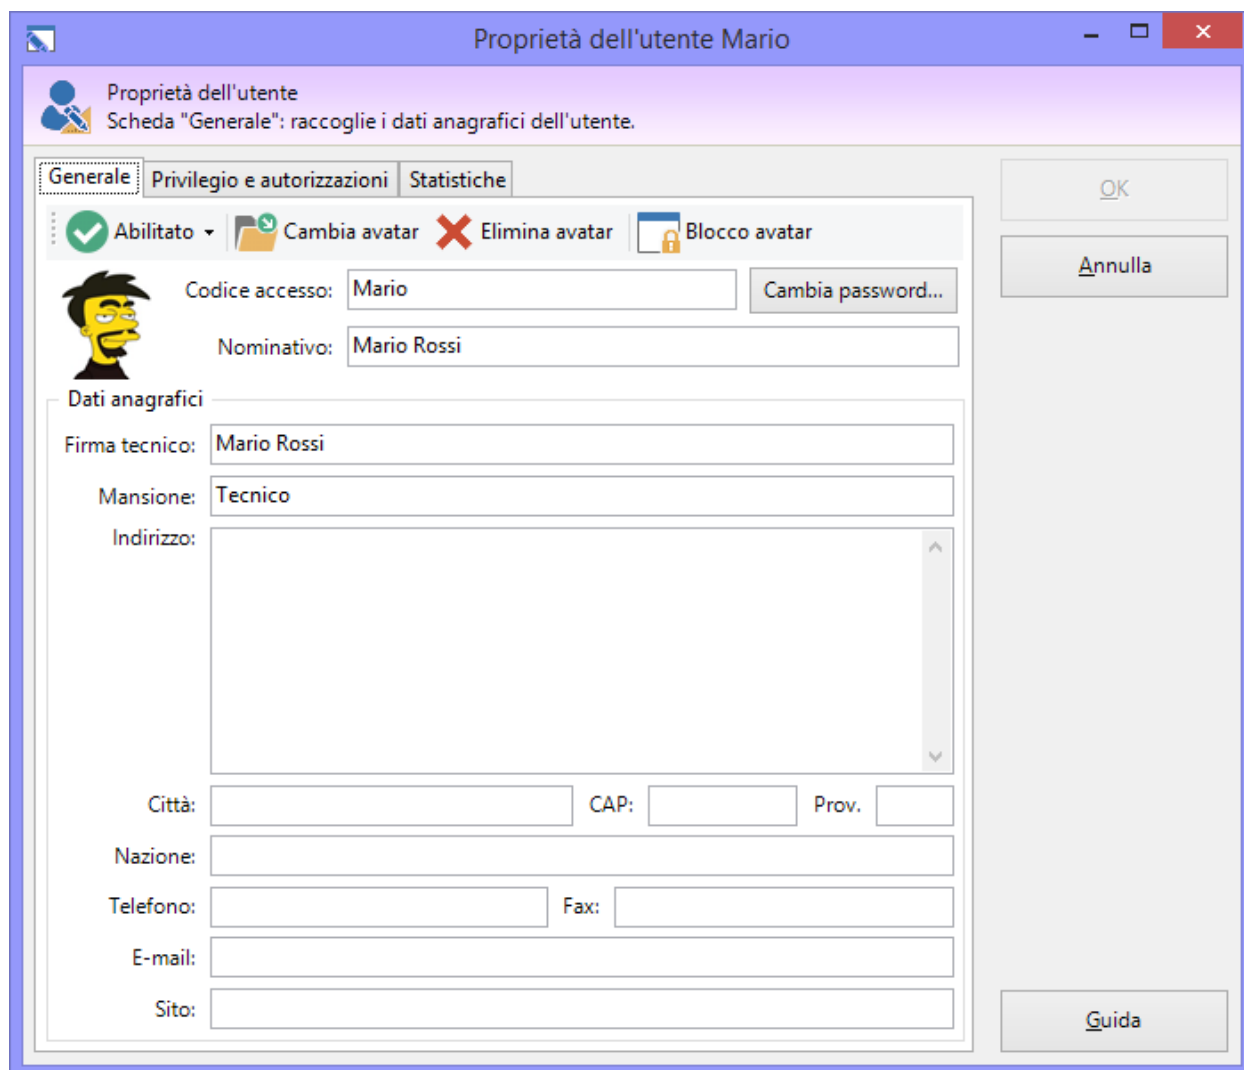 Proprietà dell'utente Mario
Proprietà dell'utente
Scheda "Generale": raccoglie i dati anagrafici dell'utente.
Generale Privilegio e autorizzazioni Statistiche
OK
Abilitato Cambia avatar Elimina avatar Blocco avatar
Annulla
Codice accesso: Mario Cambia password...
Nominativo: Mario Rossi
Dati anagrafici
Firma tecnico: Mario Rossi
Mansione: Tecnico
Indirizzo:
Città: CAP: Prov.
Nazione:
Telefono: Fax:
E-mail:
Sito:
Guida